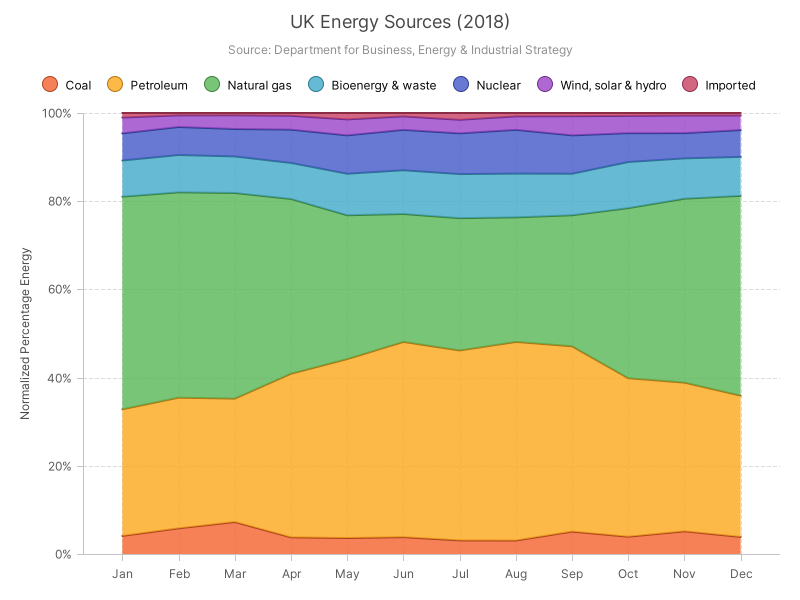 UK Energy Sources (2018)
Source: Department for Business, Energy & Industrial Strategy
Coal Petroleum Natural gas Bioenergy & waste Nuclear Wind, solar & hydro Imported
Normalized Percentage Energy
100%
80%
60%
40%
20%
0%
Jan Feb Mar Apr May Jun Jul Aug Sep Oct Nov Dec